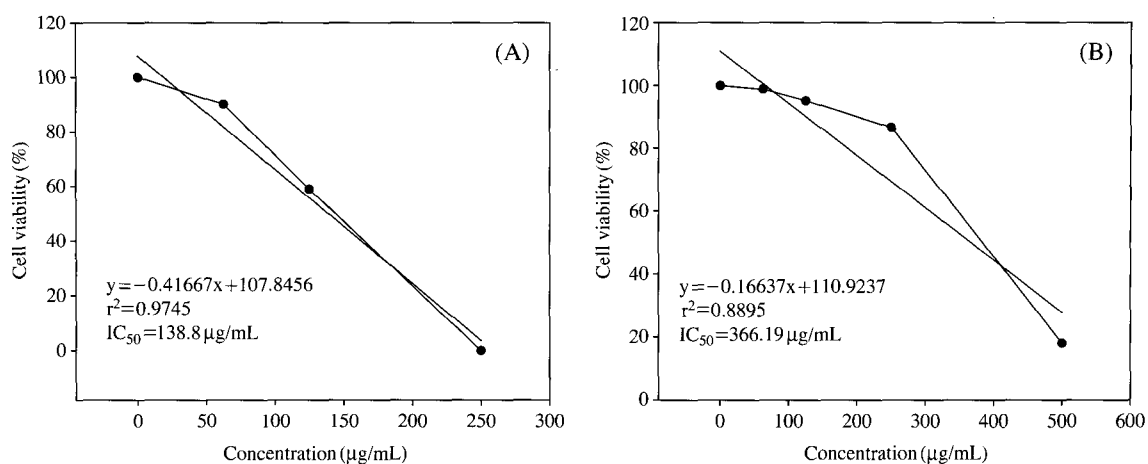 120
100
80
60
40
20
0
Cell viability (%)
(A)
y=−0.41667x+107.8456
r²=0.9745
IC₅₀=138.8 μg/mL
0 50 100 150 200 250 300
Concentration (μg/mL)
120
100
80
60
40
20
0
Cell viability (%)
(B)
y=−0.16637x+110.9237
r²=0.8895
IC₅₀=366.19 μg/mL
0 100 200 300 400 500 600
Concentration (μg/mL)